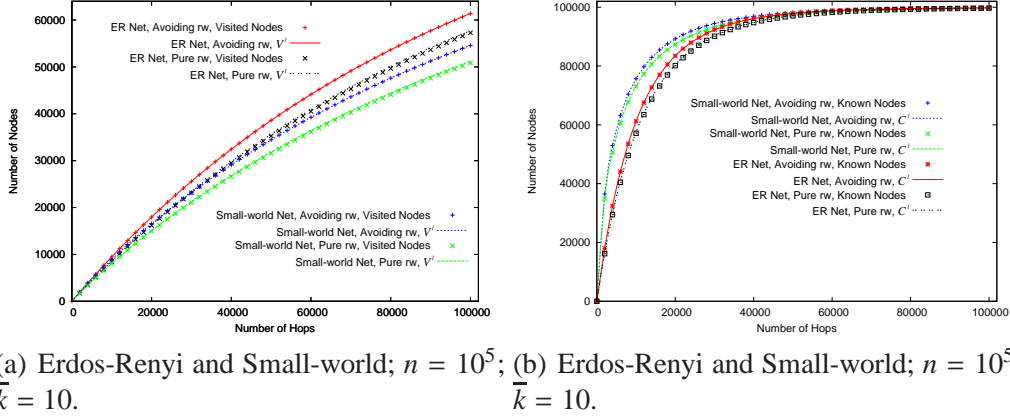 60000
50000
40000
30000
20000
10000
0
Number of Nodes
ER Net, Avoiding rw, Visited Nodes
ER Net, Avoiding rw, V^l
ER Net, Pure rw, Visited Nodes
ER Net, Pure rw, V^l
Small-world Net, Avoiding rw, Visited Nodes
Small-world Net, Avoiding rw, V^l
Small-world Net, Pure rw, Visited Nodes
Small-world Net, Pure rw, V^l
0 20000 40000 60000 80000 100000
Number of Hops
100000
80000
60000
40000
20000
0
Number of Nodes
Small-world Net, Avoiding rw, Known Nodes
Small-world Net, Avoiding rw, C^l
Small-world Net, Pure rw, Known Nodes
Small-world Net, Pure rw, C^l
ER Net, Avoiding rw, Known Nodes
ER Net, Avoiding rw, C^l
ER Net, Pure rw, Known Nodes
ER Net, Pure rw, C^l
0 20000 40000 60000 80000 100000
Number of Hops
(a) Erdos-Renyi and Small-world; n = 10⁵;
k̅ = 10.
(b) Erdos-Renyi and Small-world; n = 10⁵
k̅ = 10.